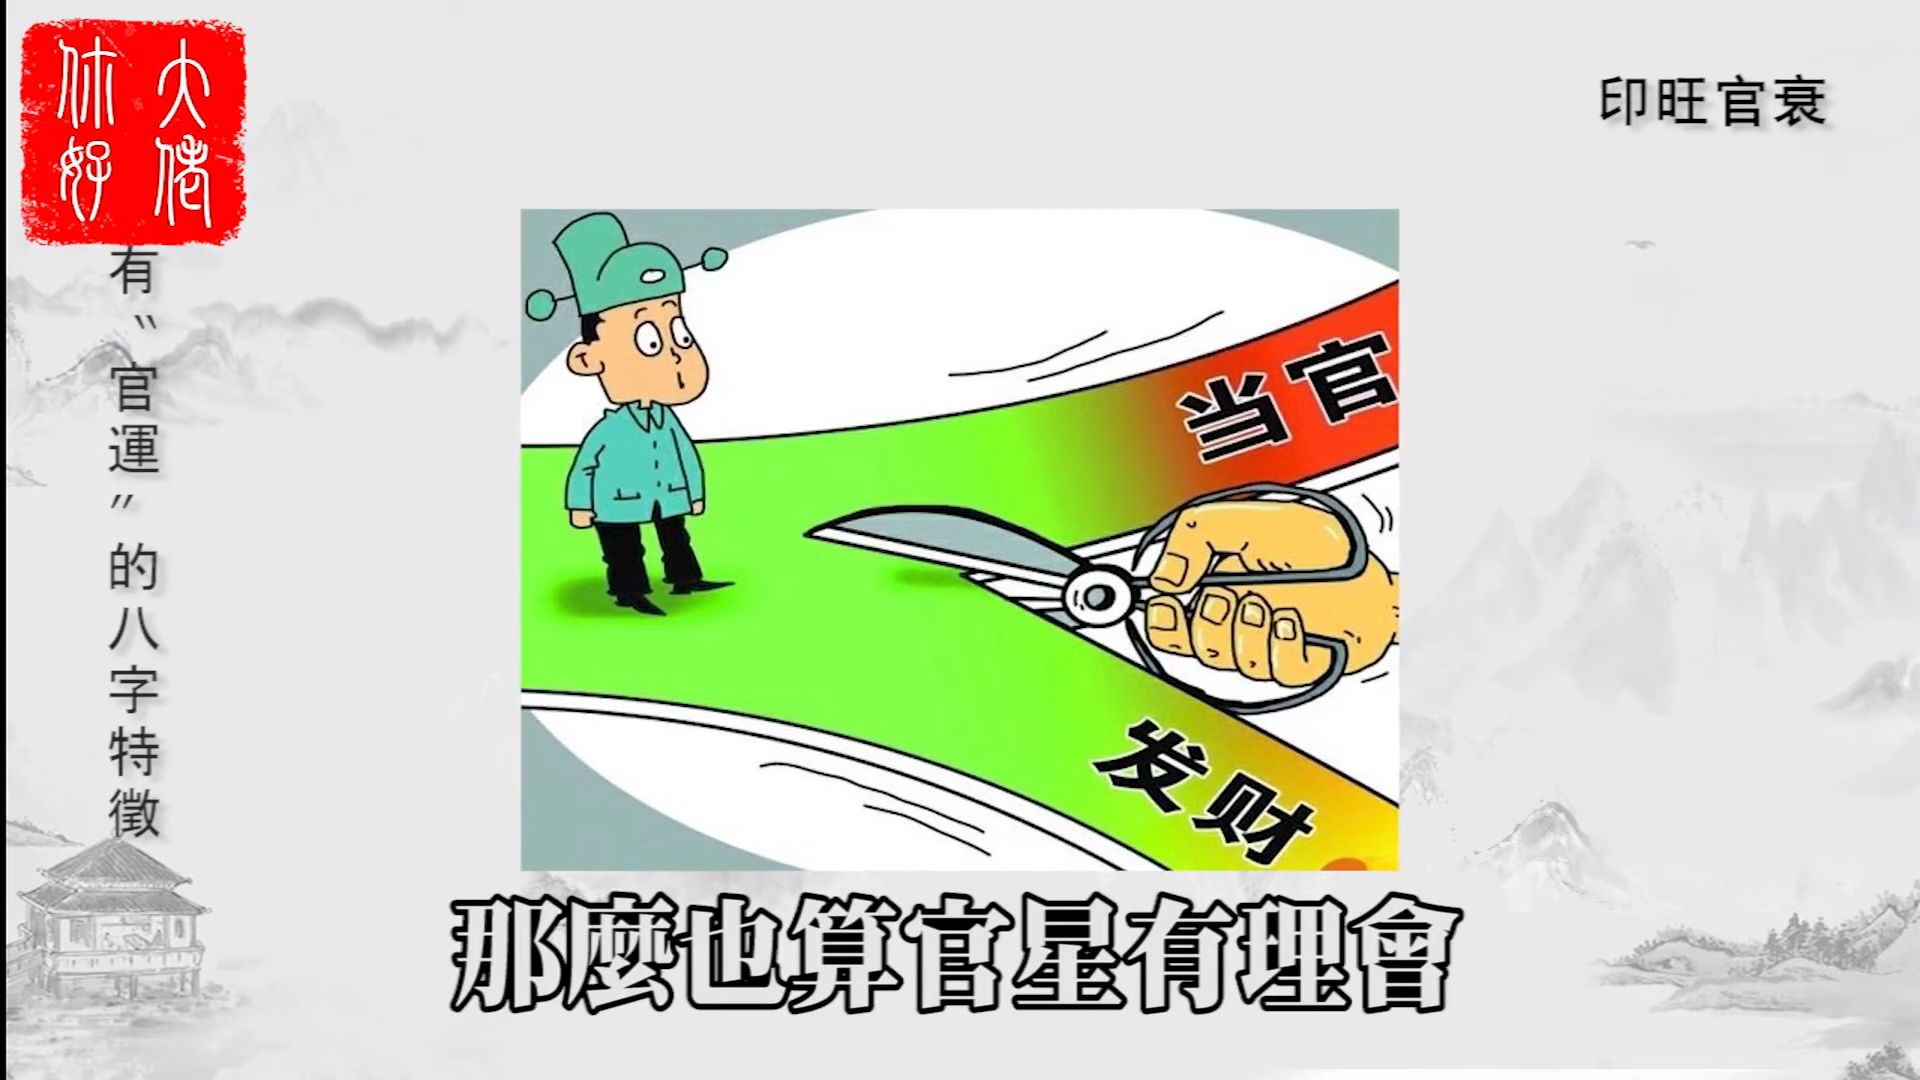 大佬
休好
印旺官衰
有“官運”的八字特徵
当官
发财
那麼也算官星有理會